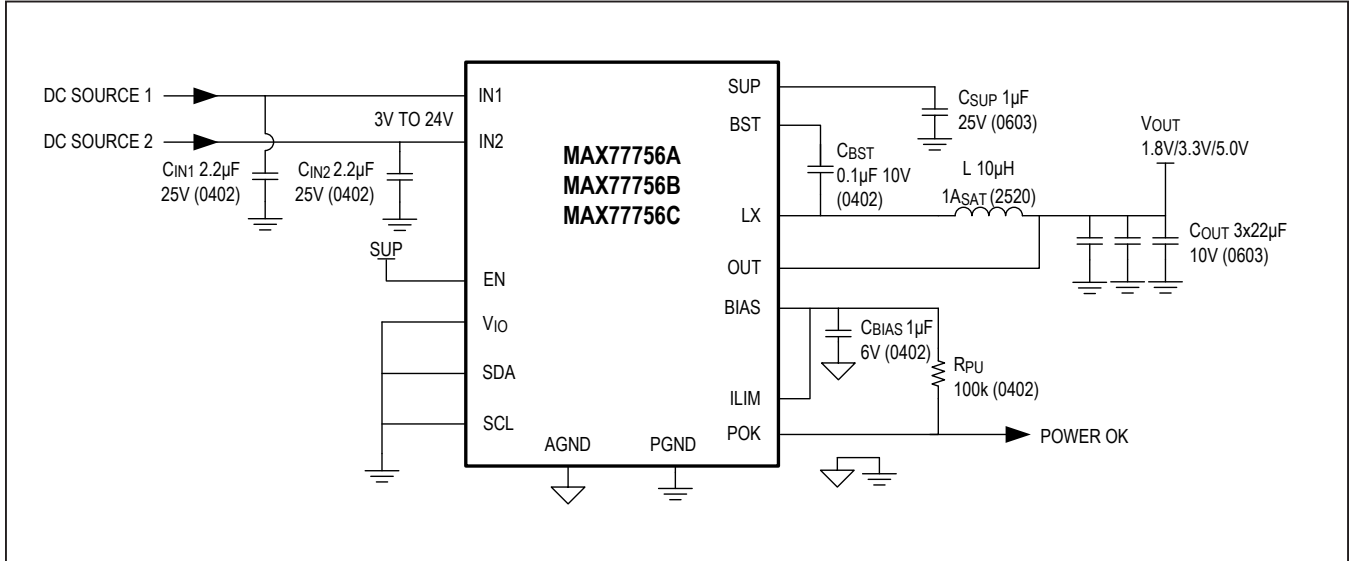 DC SOURCE 1
DC SOURCE 2
CIN1 2.2µF
25V (0402)
CIN2 2.2µF
25V (0402)
3V TO 24V
SUP
IN1
IN2
EN
VIO
SDA
SCL
MAX77756A
MAX77756B
MAX77756C
AGND
PGND
SUP
BST
LX
OUT
BIAS
ILIM
POK
CSUP 1µF
25V (0603)
CBST
0.1µF 10V
(0402)
L 10µH
1ASAT (2520)
VOUT
1.8V/3.3V/5.0V
COUT 3x22µF
10V (0603)
CBIAS 1µF
6V (0402)
RPU
100k (0402)
POWER OK